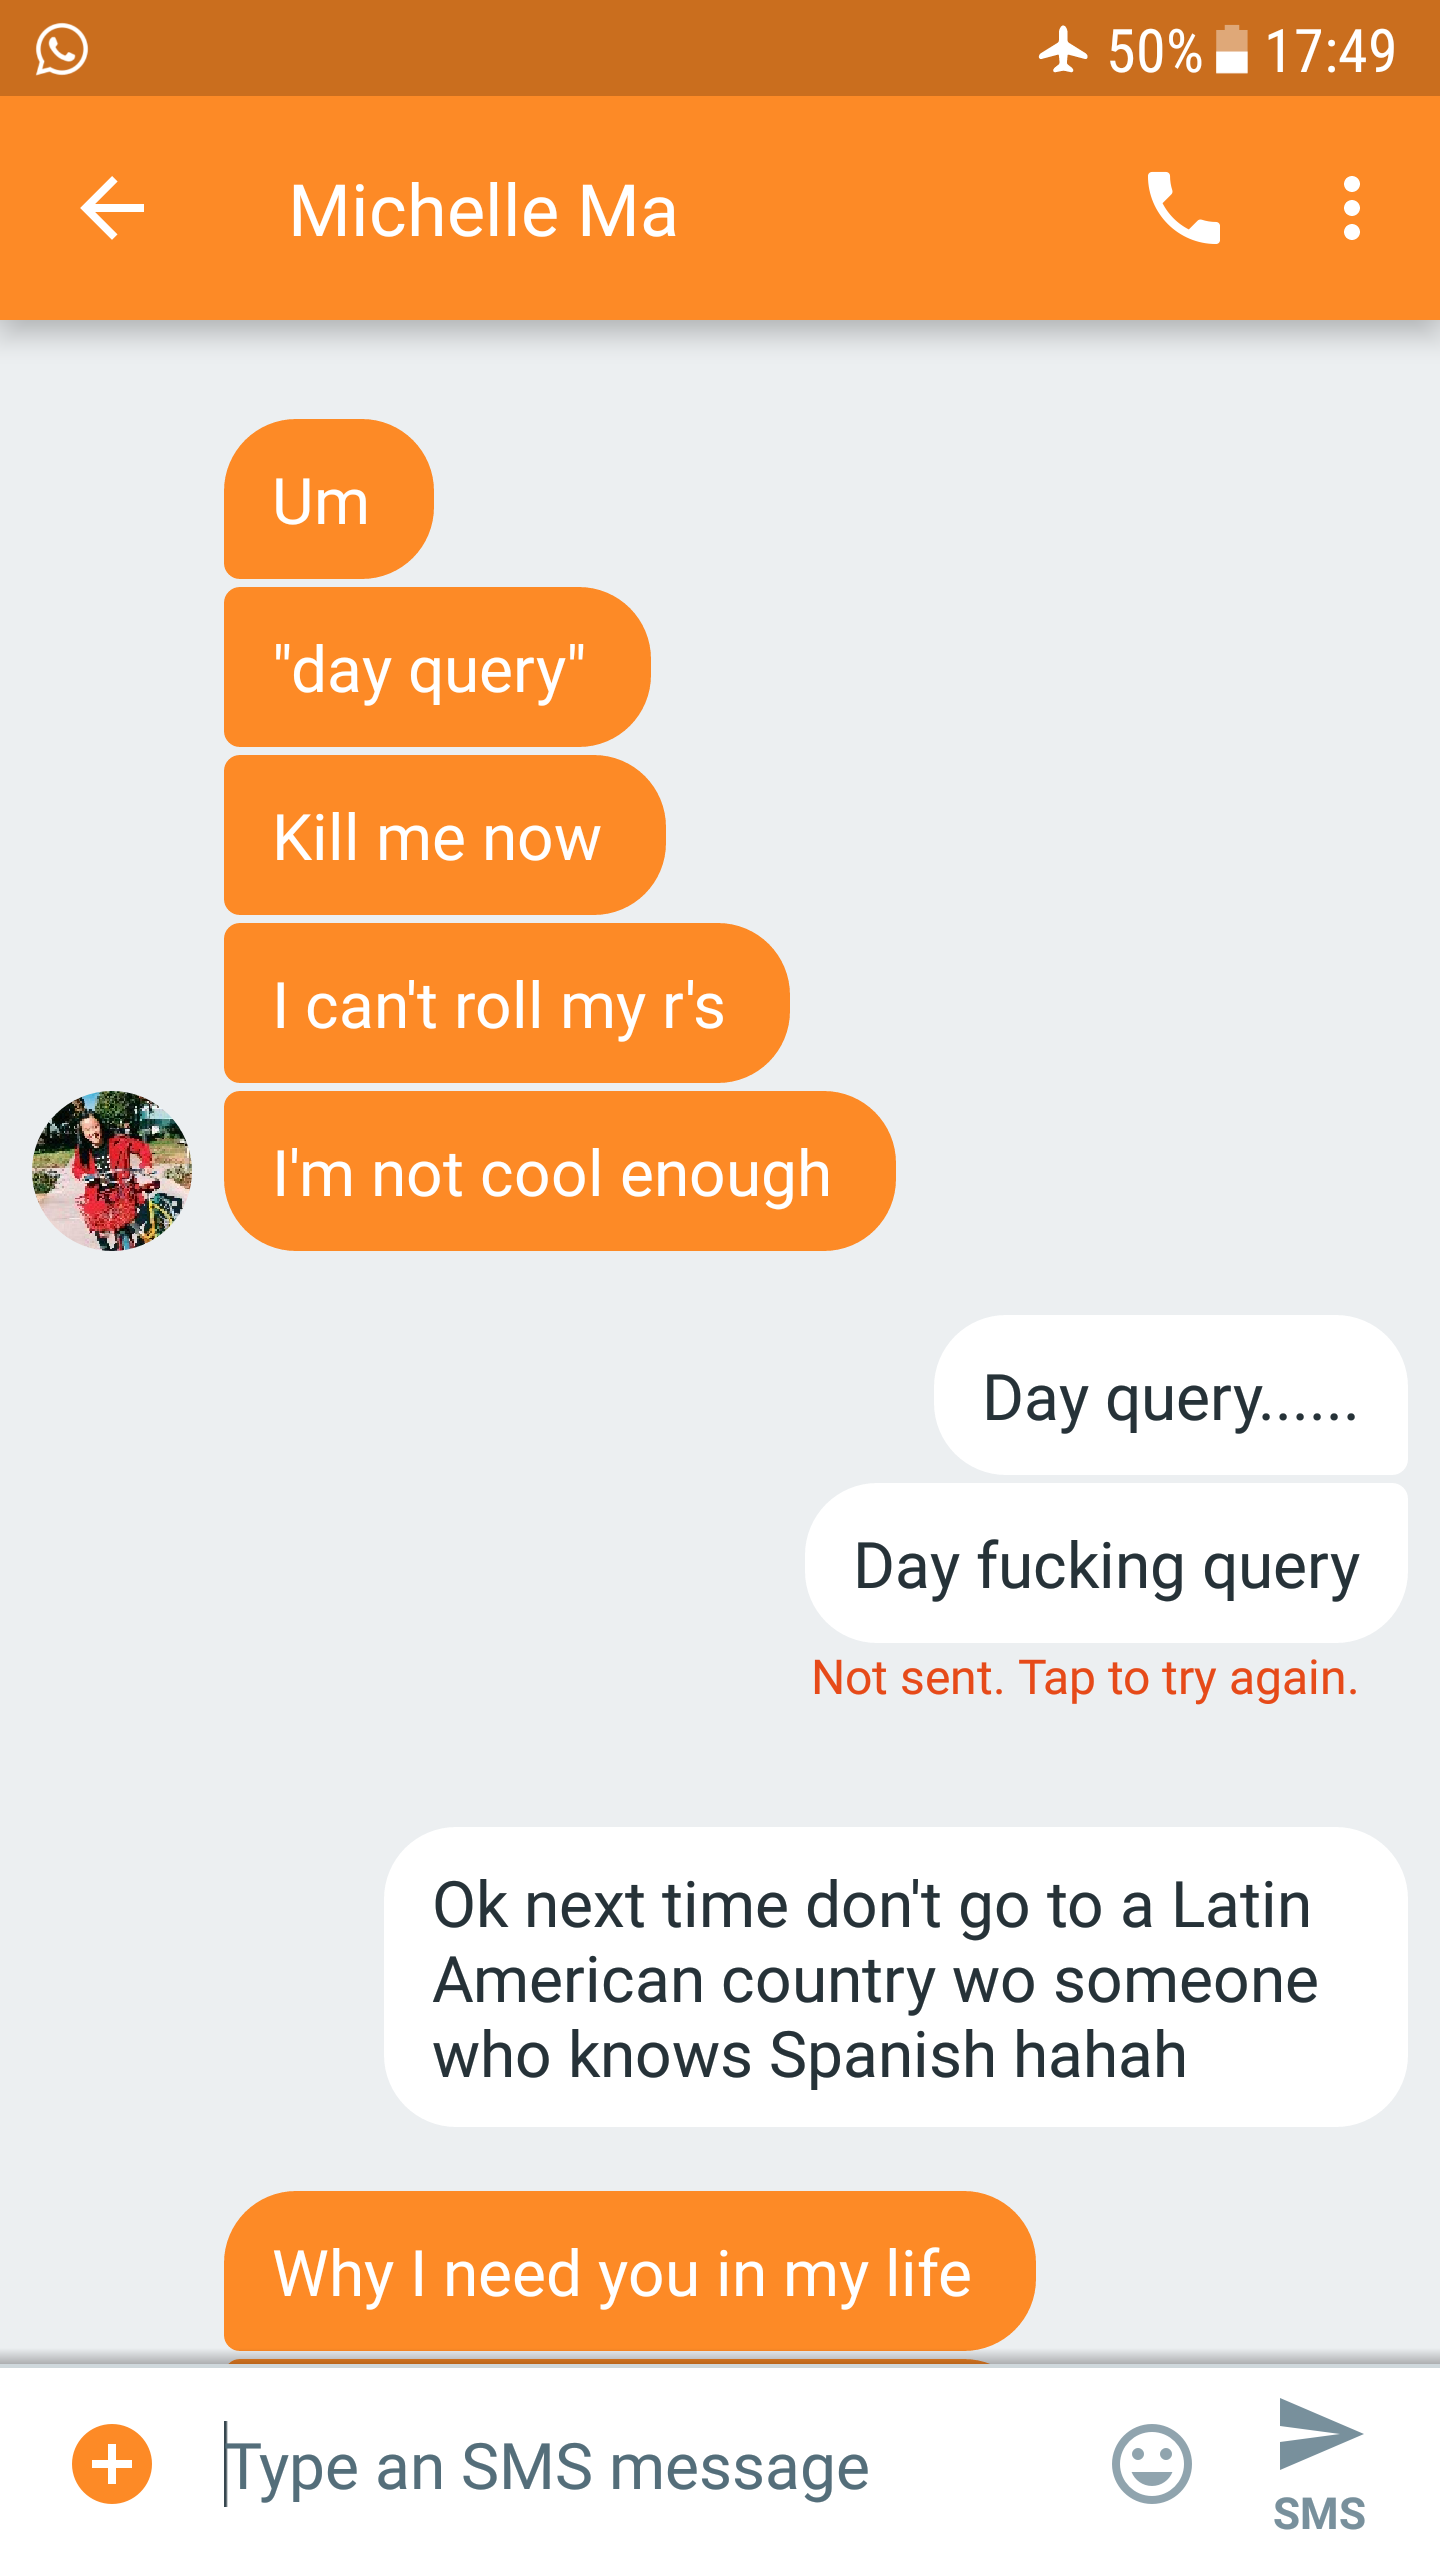 50% 17:49
Michelle Ma
Um
"day query"
Kill me now
I can't roll my r's
I'm not cool enough
Day query......
Day fucking query
Not sent. Tap to try again.
Ok next time don't go to a Latin
American country wo someone
who knows Spanish hahah
Why I need you in my life
Type an SMS message
SMS